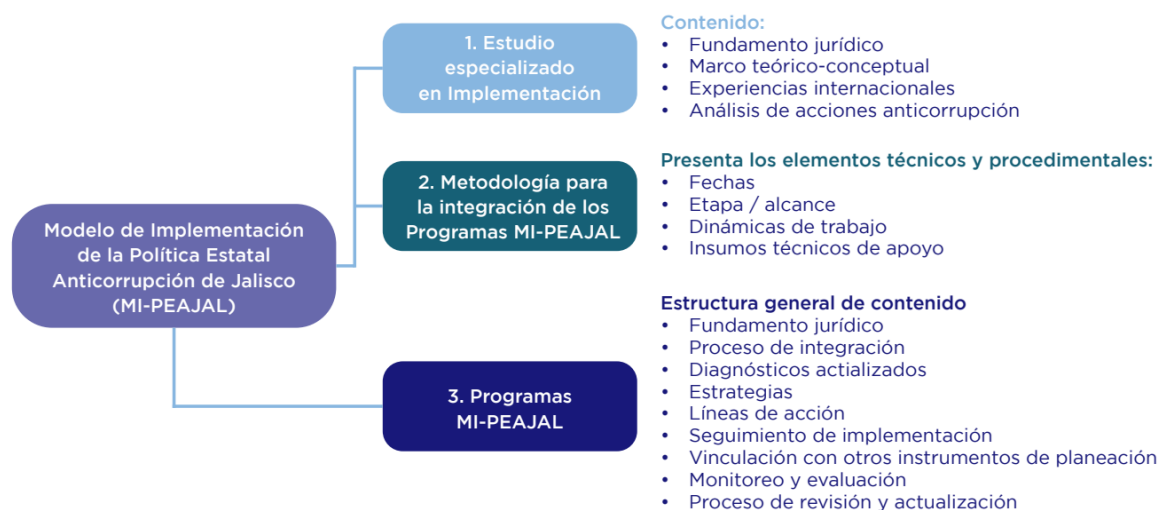 Modelo de Implementación
de la Política Estatal
Anticorrupción de Jalisco
(MI-PEAJAL)
1. Estudio
especializado
en Implementación
Contenido:
• Fundamento jurídico
• Marco teórico-conceptual
• Experiencias internacionales
• Análisis de acciones anticorrupción
2. Metodología para
la integración de los
Programas MI-PEAJAL
Presenta los elementos técnicos y procedimentales:
• Fechas
• Etapa / alcance
• Dinámicas de trabajo
• Insumos técnicos de apoyo
3. Programas
MI-PEAJAL
Estructura general de contenido
• Fundamento jurídico
• Proceso de integración
• Diagnósticos actializados
• Estrategias
• Líneas de acción
• Seguimiento de implementación
• Vinculación con otros instrumentos de planeación
• Monitoreo y evaluación
• Proceso de revisión y actualización